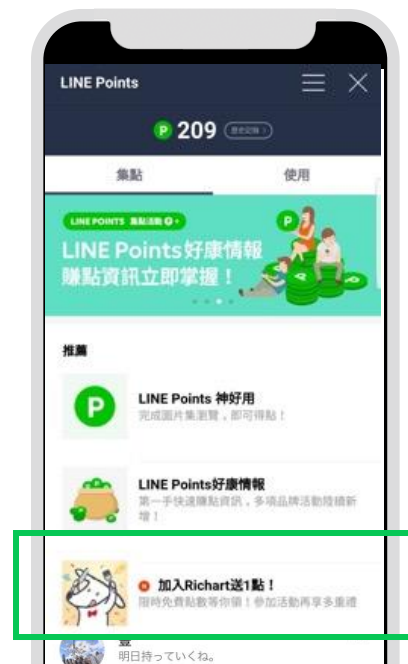 LINE Points
P 209 歷史記錄 >
集點
使用
LINE POINTS 集點活動
P
LINE Points好康情報
賺點資訊立即掌握！
推薦
P
LINE Points 神好用
完成圖片集瀏覽，即可得點！
LINE Points好康情報
第一手快速賺點資訊，多項品牌活動陸續新
增！
加入Richart送1點！
限時免費點數等你領！參加活動再享多重禮
豐
明日持っていくね。